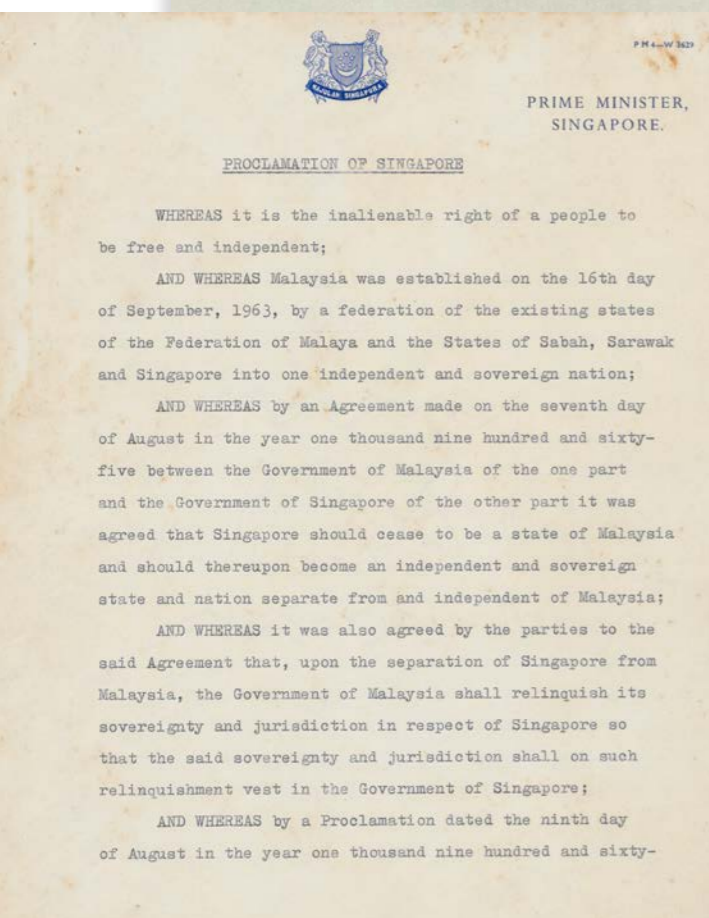 PM 4—W 3629
MAJULAH SINGAPURA
PRIME MINISTER,
SINGAPORE.
PROCLAMATION OF SINGAPORE
WHEREAS it is the inalienable right of a people to
be free and independent;
AND WHEREAS Malaysia was established on the 16th day
of September, 1963, by a federation of the existing states
of the Federation of Malaya and the States of Sabah, Sarawak
and Singapore into one independent and sovereign nation;
AND WHEREAS by an Agreement made on the seventh day
of August in the year one thousand nine hundred and sixty-
five between the Government of Malaysia of the one part
and the Government of Singapore of the other part it was
agreed that Singapore should cease to be a state of Malaysia
and should thereupon become an independent and sovereign
state and nation separate from and independent of Malaysia;
AND WHEREAS it was also agreed by the parties to the
said Agreement that, upon the separation of Singapore from
Malaysia, the Government of Malaysia shall relinquish its
sovereignty and jurisdiction in respect of Singapore so
that the said sovereignty and jurisdiction shall on such
relinquishment vest in the Government of Singapore;
AND WHEREAS by a Proclamation dated the ninth day
of August in the year one thousand nine hundred and sixty-